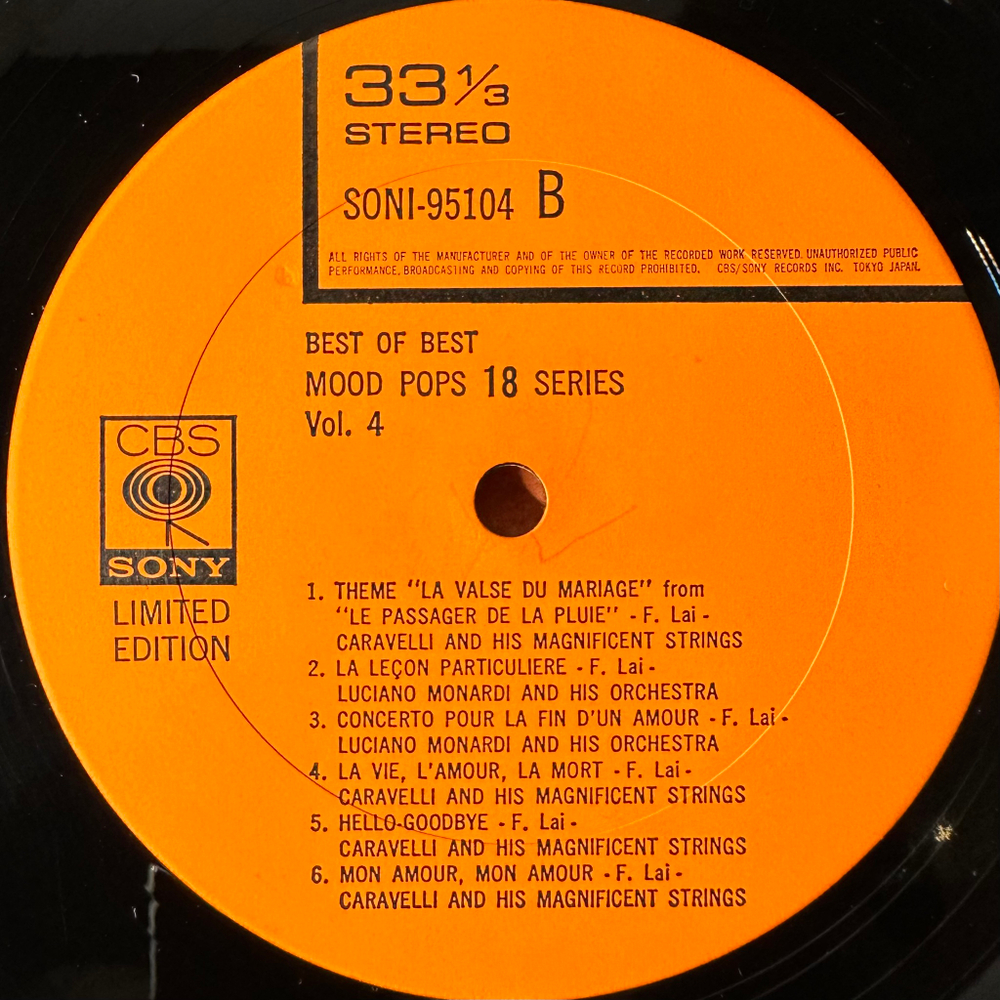 33 1/3
STEREO
SONI-95104 B
ALL RIGHTS OF THE MANUFACTURER AND OF THE OWNER OF THE RECORDED WORK RESERVED. UNAUTHORIZED PUBLIC
PERFORMANCE, BROADCASTING AND COPYING OF THIS RECORD PROHIBITED. CBS/SONY RECORDS INC. TOKYO JAPAN.
BEST OF BEST
MOOD POPS 18 SERIES
Vol. 4
CBS
SONY
LIMITED
EDITION
1. THEME "LA VALSE DU MARIAGE" from
"LE PASSAGER DE LA PLUIE" - F. Lai -
CARAVELLI AND HIS MAGNIFICENT STRINGS
2. LA LEÇON PARTICULIERE - F. Lai -
LUCIANO MONARDI AND HIS ORCHESTRA
3. CONCERTO POUR LA FIN D'UN AMOUR - F. Lai -
LUCIANO MONARDI AND HIS ORCHESTRA
4. LA VIE, L'AMOUR, LA MORT - F. Lai -
CARAVELLI AND HIS MAGNIFICENT STRINGS
5. HELLO-GOODBYE - F. Lai -
CARAVELLI AND HIS MAGNIFICENT STRINGS
6. MON AMOUR, MON AMOUR - F. Lai -
CARAVELLI AND HIS MAGNIFICENT STRINGS